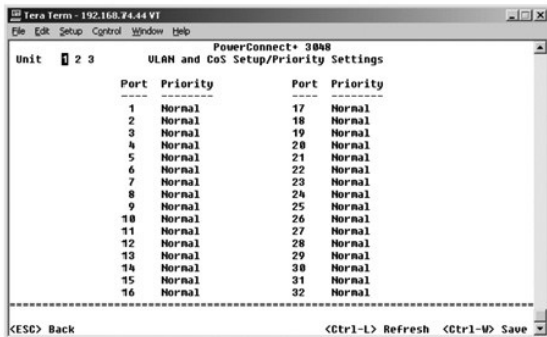 Tera Term - 192.168.74.44 VT
File Edit Setup Control Window Help
PowerConnect+ 3048
Unit 1 2 3 VLAN and CoS Setup/Priority Settings
Port Priority Port Priority
---- -------- ---- --------
1 Normal 17 Normal
2 Normal 18 Normal
3 Normal 19 Normal
4 Normal 20 Normal
5 Normal 21 Normal
6 Normal 22 Normal
7 Normal 23 Normal
8 Normal 24 Normal
9 Normal 25 Normal
10 Normal 26 Normal
11 Normal 27 Normal
12 Normal 28 Normal
13 Normal 29 Normal
14 Normal 30 Normal
15 Normal 31 Normal
16 Normal 32 Normal
<ESC> Back <Ctrl-L> Refresh <Ctrl-W> Save